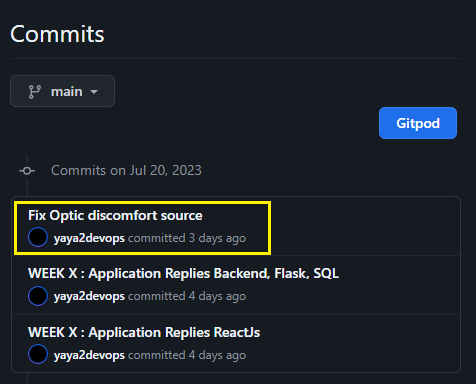 Commits
main
Gitpod
Commits on Jul 20, 2023
Fix Optic discomfort source
yaya2devops committed 3 days ago
WEEK X : Application Replies Backend, Flask, SQL
yaya2devops committed 4 days ago
WEEK X : Application Replies ReactJs
yaya2devops committed 4 days ago